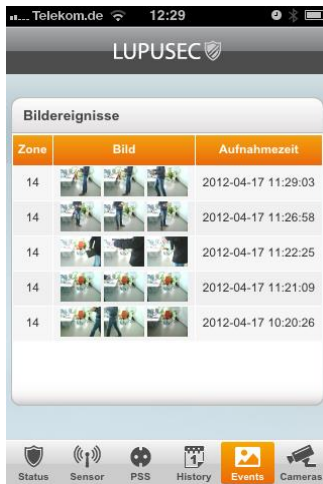 Telekom.de 12:29
LUPUSEC
Bildereignisse
Zone Bild Aufnahmezeit
14 2012-04-17 11:29:03
14 2012-04-17 11:26:58
14 2012-04-17 11:22:25
14 2012-04-17 11:21:09
14 2012-04-17 10:20:26
1
Status Sensor PSS History Events Cameras